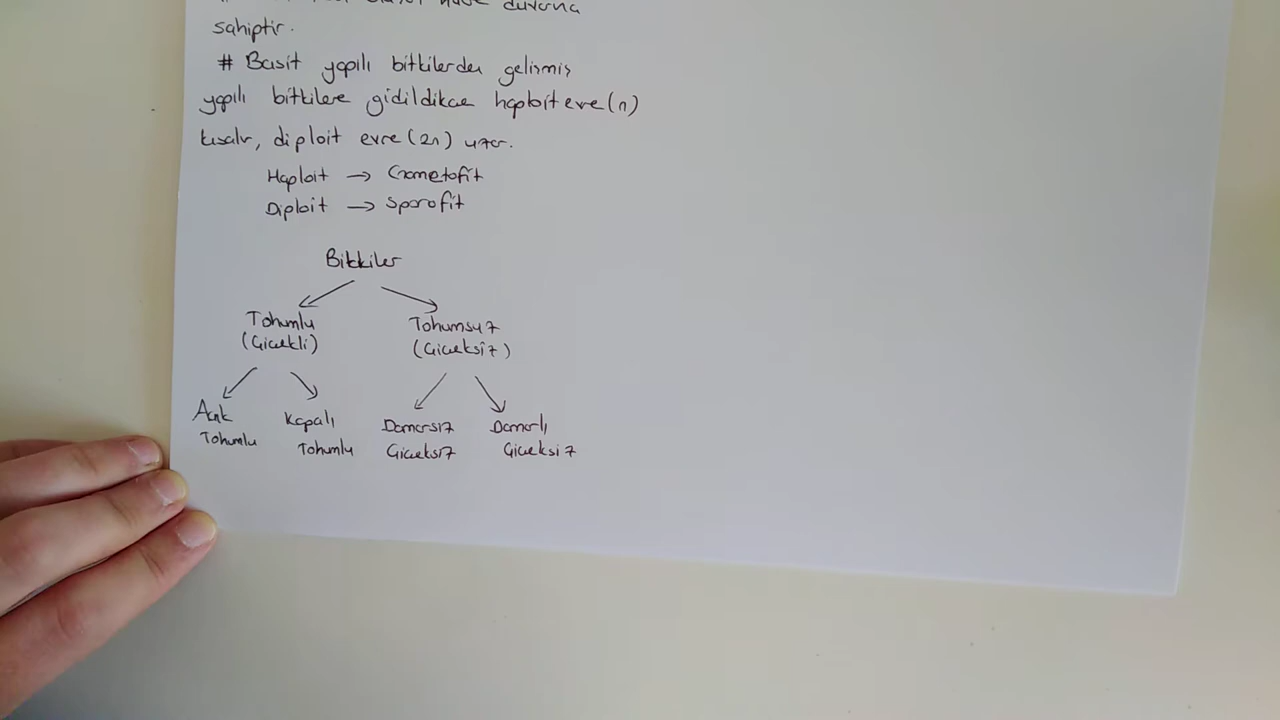 duvarına
sahiptir.
# Basit yapılı bitkilerden gelişmiş
yapılı bitkilere gidildikçe haploit evre (n)
kısalır, diploit evre (2n) uzar.
Haploit → Gametofit
Diploit → Sporofit
Bitkiler
Tohumlu Tohumsuz
(Çiçekli) (Çiçeksiz)
Açık Kapalı Damarsız Damarlı
Tohumlu Tohumlu Çiçeksiz Çiçeksiz